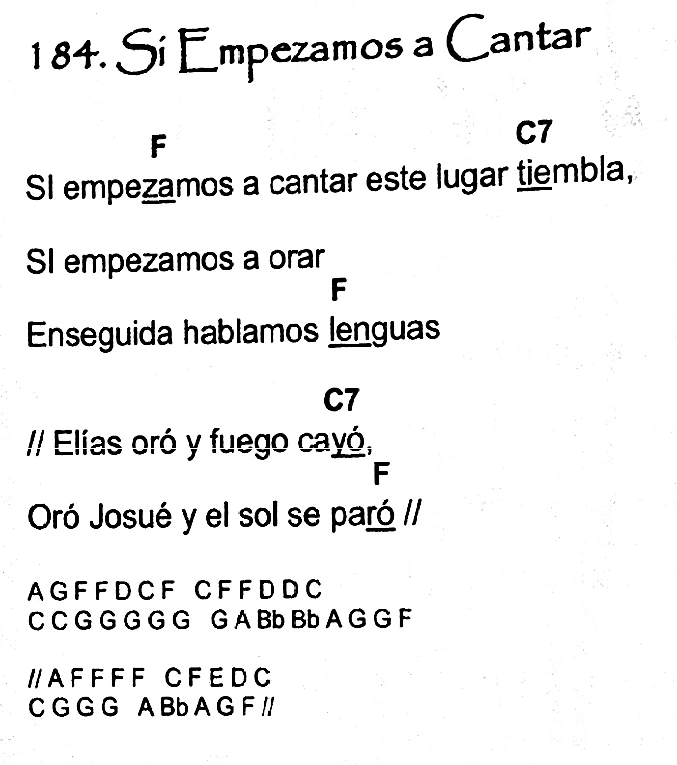 184. Sí Empezamos a Cantar
F C7
SI empezamos a cantar este lugar tiembla,
SI empezamos a orar
F
Enseguida hablamos lenguas
C7
// Elías oró y fuego cayó,
F
Oró Josué y el sol se paró //
A G F F D C F C F F D D C
C C G G G G G G A Bb Bb A G G F
// A F F F F C F E D C
C G G G A Bb A G F //